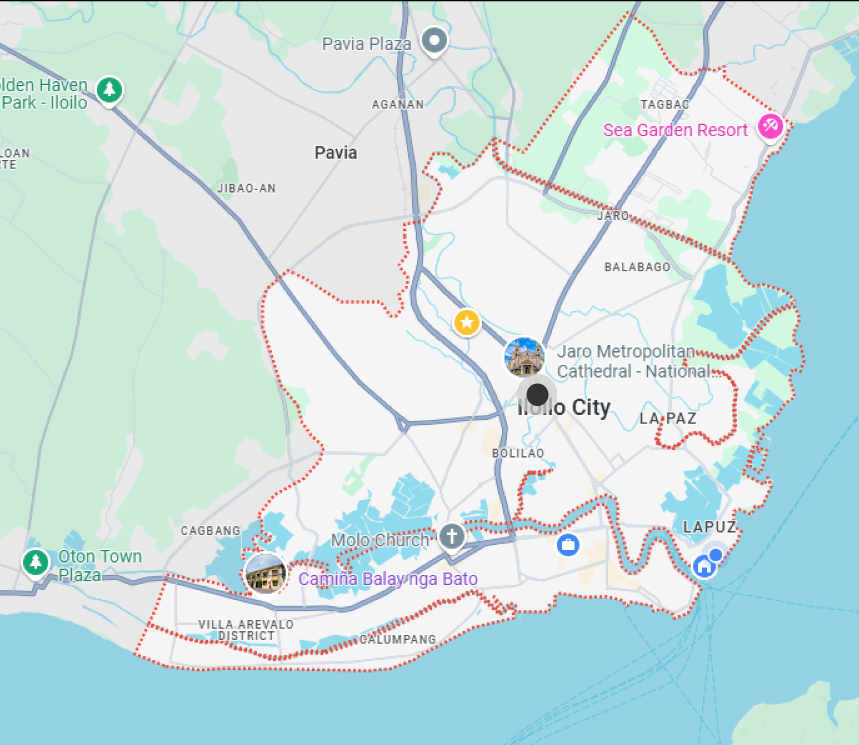 Pavia Plaza
olden Haven
Park - Iloilo
AGANAN
TAGBAC
Sea Garden Resort
Pavia
LOAN
RTE
JIBAO-AN
JARO
BALABAGO
Jaro Metropolitan
Cathedral - National...
Iloilo City
LA PAZ
BOLILAO
CAGBANG
Molo Church
LAPUZ
Oton Town
Plaza
Camiña Balay nga Bato
VILLA AREVALO
DISTRICT
CALUMPANG